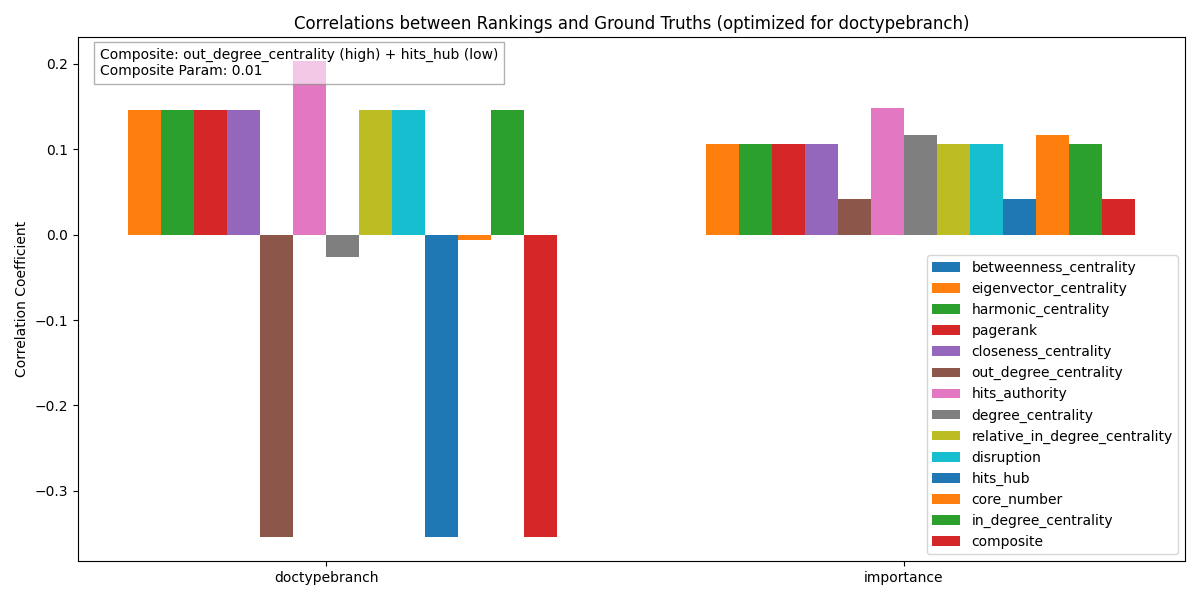 Correlations between Rankings and Ground Truths (optimized for doctypebranch)
Composite: out_degree_centrality (high) + hits_hub (low)
Composite Param: 0.01
Correlation Coefficient
0.2
0.1
0.0
−0.1
−0.2
−0.3
doctypebranch
importance
betweenness_centrality
eigenvector_centrality
harmonic_centrality
pagerank
closeness_centrality
out_degree_centrality
hits_authority
degree_centrality
relative_in_degree_centrality
disruption
hits_hub
core_number
in_degree_centrality
composite